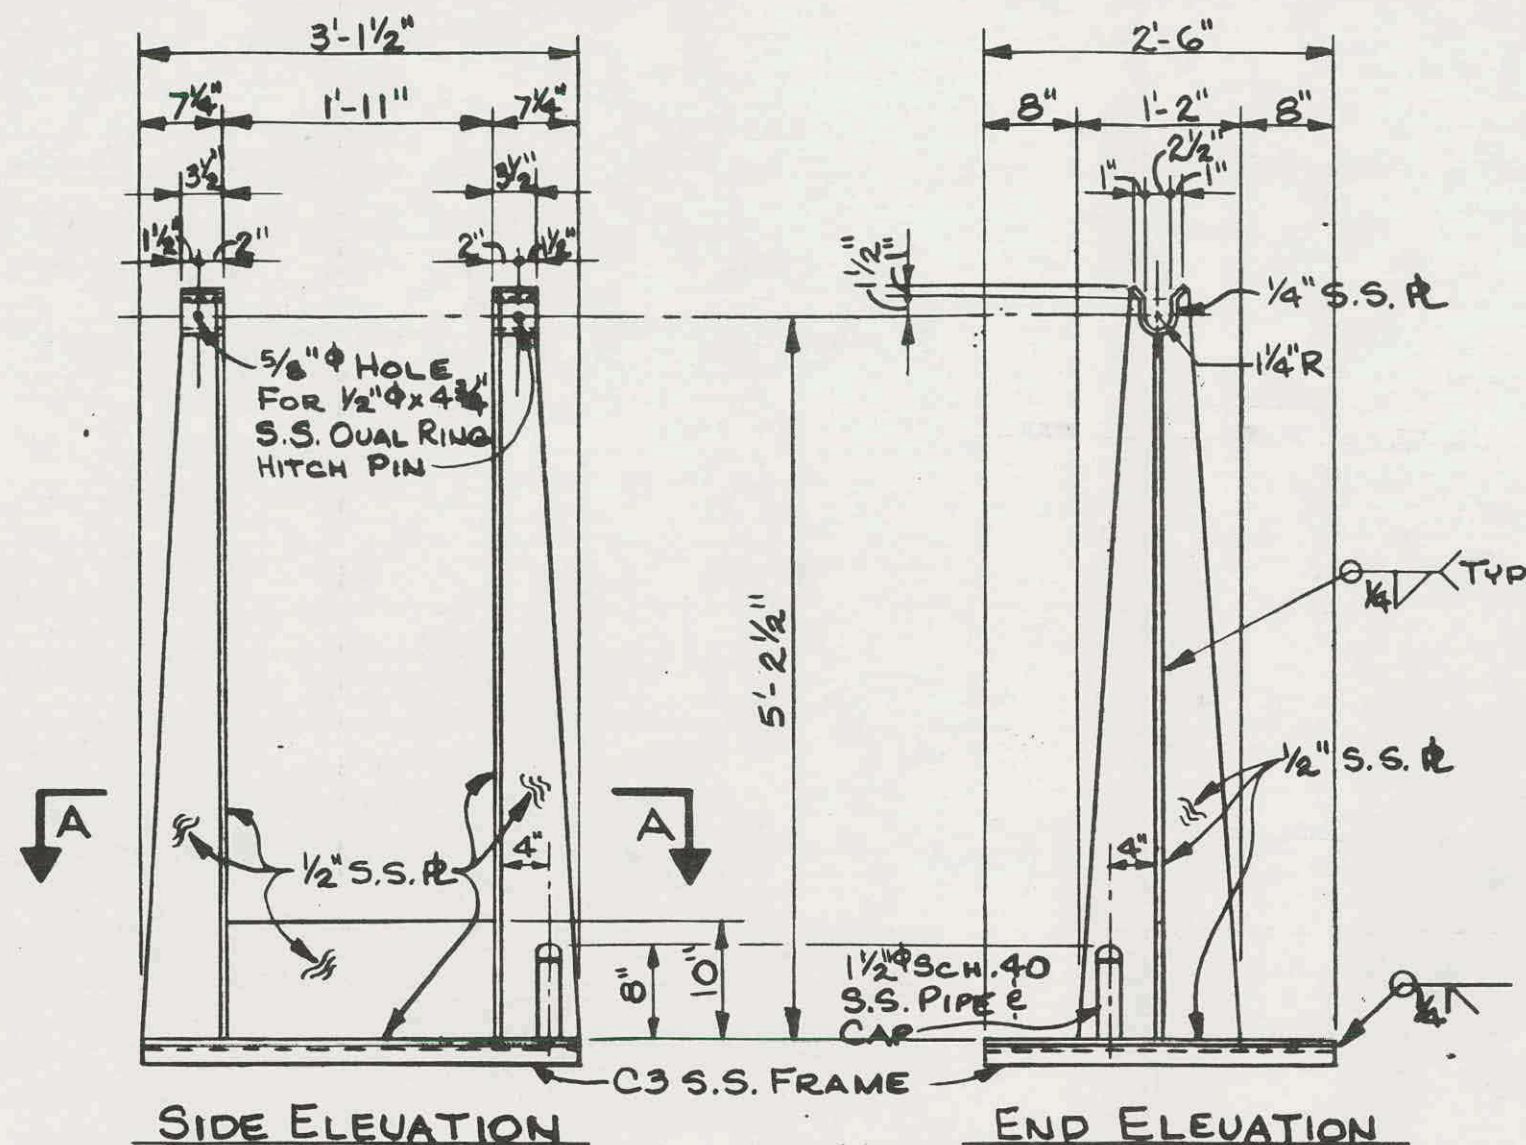 3'-1½"
2'-6"
7¼"
1'-11"
7¼"
8"
1'-2"
8"
3½"
3½"
1"
2½"
1"
1½"
2"
2"
1½"
1½"
1"
¼" S.S. ℄
5/8" Φ HOLE
FOR ½"Φ x 4¾"
S.S. OVAL RING
HITCH PIN
1¼" R
5'-2½"
¼
TYP
½" S.S. ℄
A
A
4"
4"
½" S.S. ℄
8"
10"
1½"Φ SCH. 40
S.S. PIPE &
CAP
¼
C3 S.S. FRAME
SIDE ELEVATION
END ELEVATION